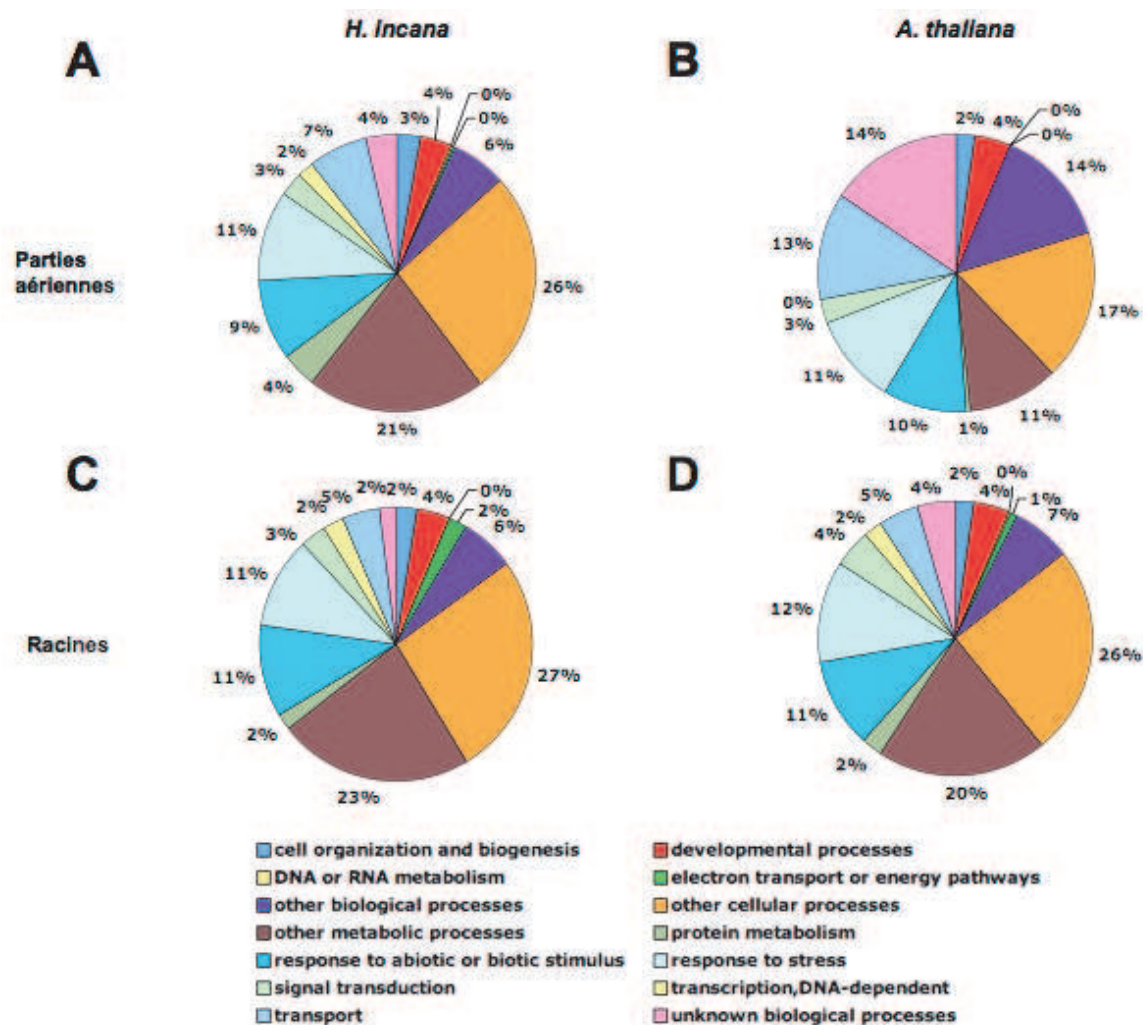 H. Incana
A. thaliana
A
B
4%
0%
0%
4%
3%
7%
6%
2%
3%
11%
26%
9%
4%
21%
0%
0%
2%
4%
14%
14%
13%
17%
0%
3%
11%
11%
10%
1%
Parties
aériennes
C
D
2%
2%
4%
0%
2%
6%
5%
2%
3%
11%
11%
27%
2%
23%
2%
0%
4%
1%
7%
4%
5%
2%
4%
12%
26%
11%
2%
20%
Racines
cell organization and biogenesis
developmental processes
DNA or RNA metabolism
electron transport or energy pathways
other biological processes
other cellular processes
other metabolic processes
protein metabolism
response to abiotic or biotic stimulus
response to stress
signal transduction
transcription,DNA-dependent
transport
unknown biological processes